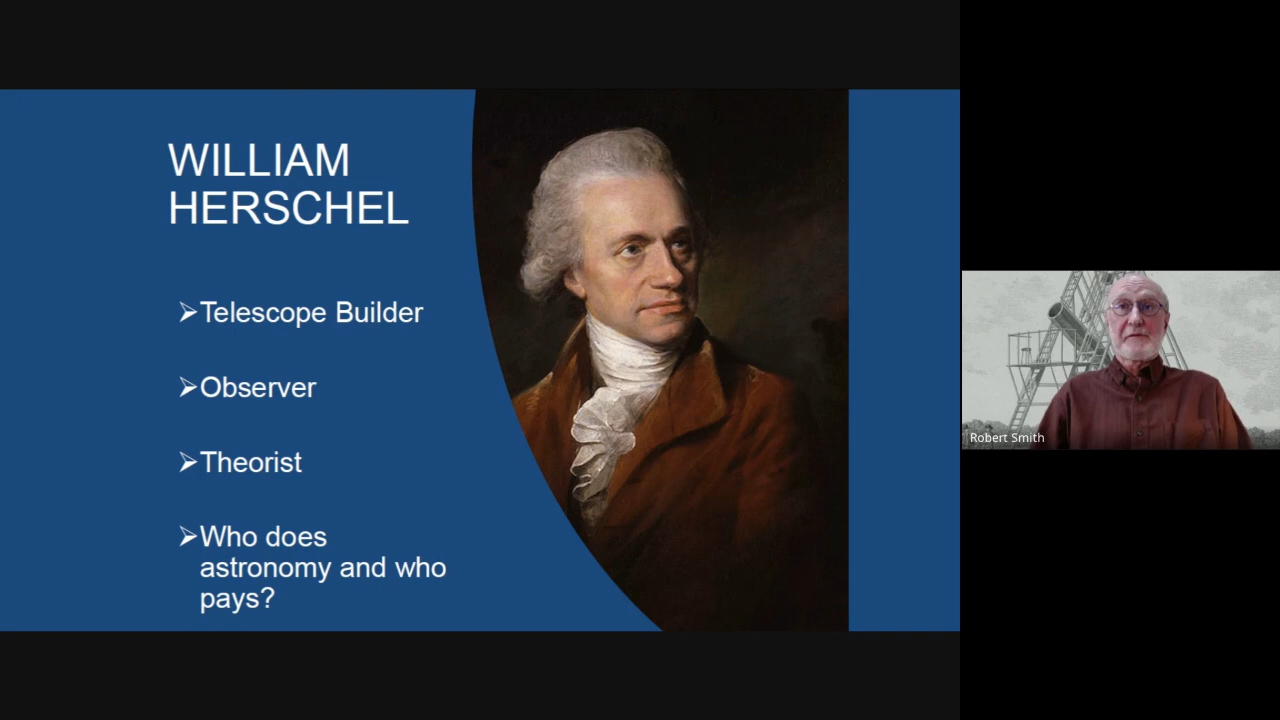 WILLIAM
HERSCHEL
➢Telescope Builder
➢Observer
➢Theorist
➢Who does
astronomy and who
pays?
Robert Smith